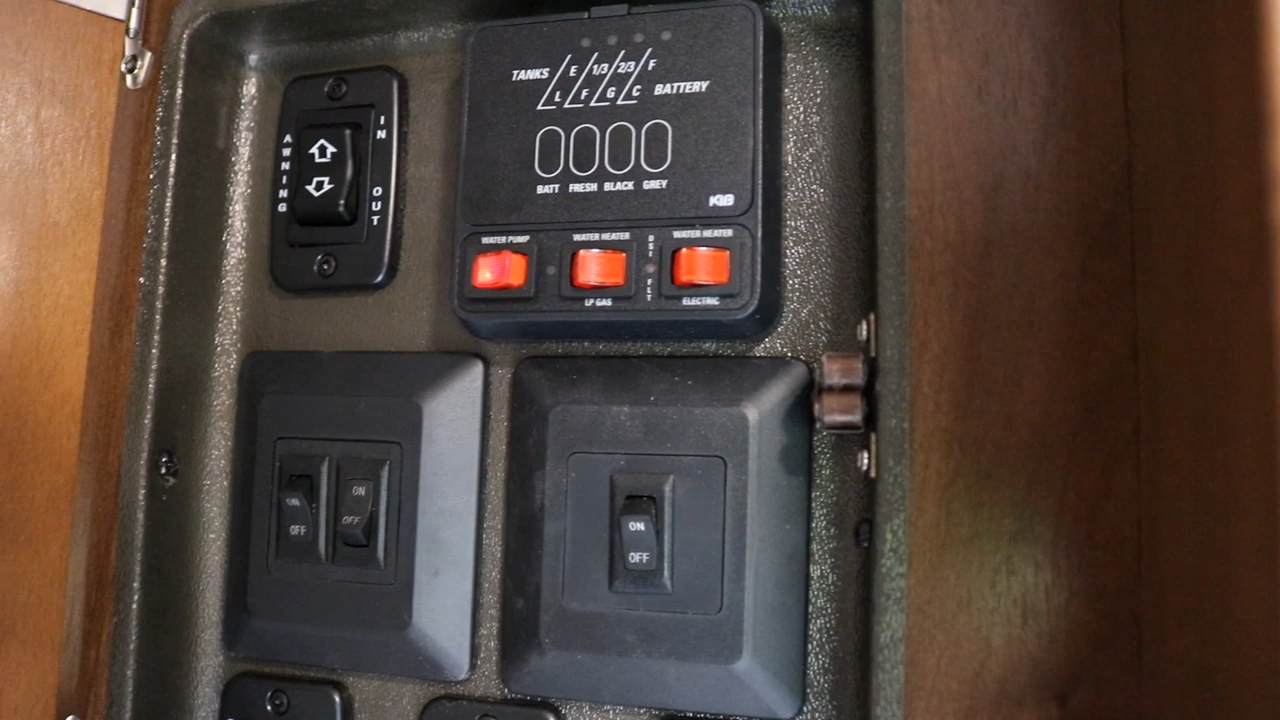 AWNING
IN
OUT
TANKS E 1/3 2/3 F
L F G C BATTERY
BATT FRESH BLACK GREY
KIB
WATER PUMP
WATER HEATER
LP GAS
DSI
FLT
WATER HEATER
ELECTRIC
ON
OFF
ON
OFF
ON
OFF